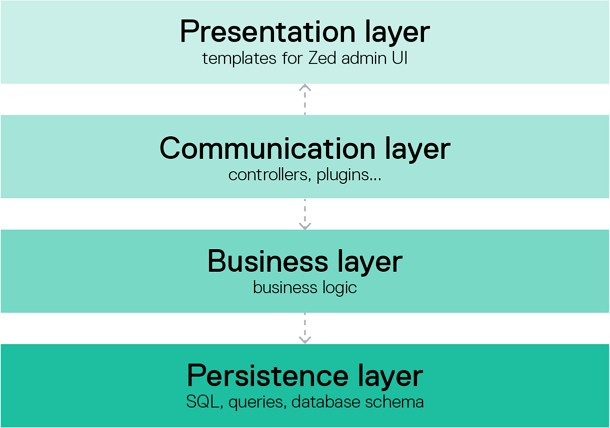 Presentation layer
templates for Zed admin UI
Communication layer
controllers, plugins...
Business layer
business logic
Persistence layer
SQL, queries, database schema